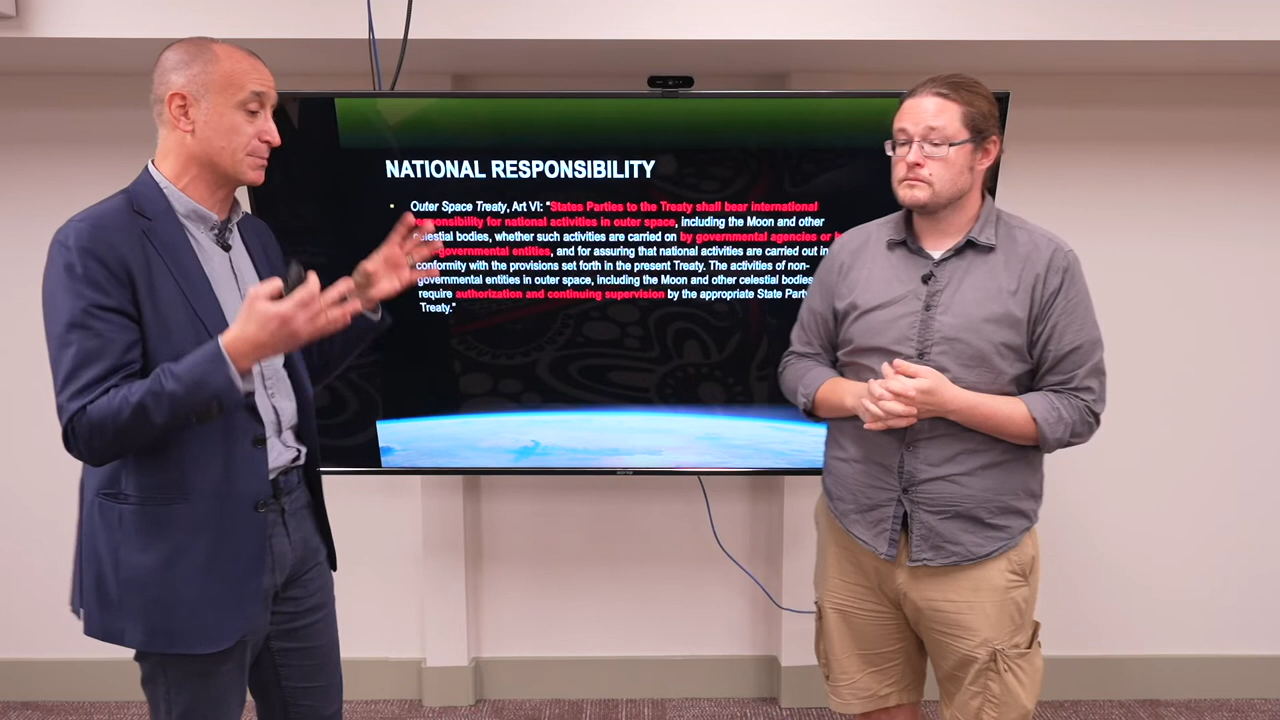 NATIONAL RESPONSIBILITY
• Outer Space Treaty, Art VI: "States Parties to the Treaty shall bear international
responsibility for national activities in outer space, including the Moon and other
celestial bodies, whether such activities are carried on by governmental agencies or
non-governmental entities, and for assuring that national activities are carried out in
conformity with the provisions set forth in the present Treaty. The activities of non-
governmental entities in outer space, including the Moon and other celestial bodies
require authorization and continuing supervision by the appropriate State Party
Treaty."